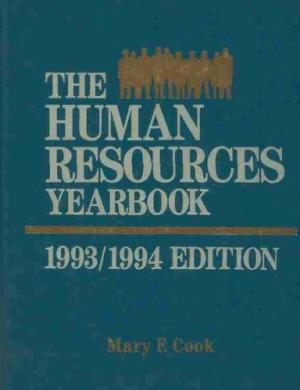 THE
HUMAN
RESOURCES
YEARBOOK
1993/1994 EDITION
Mary E Cook